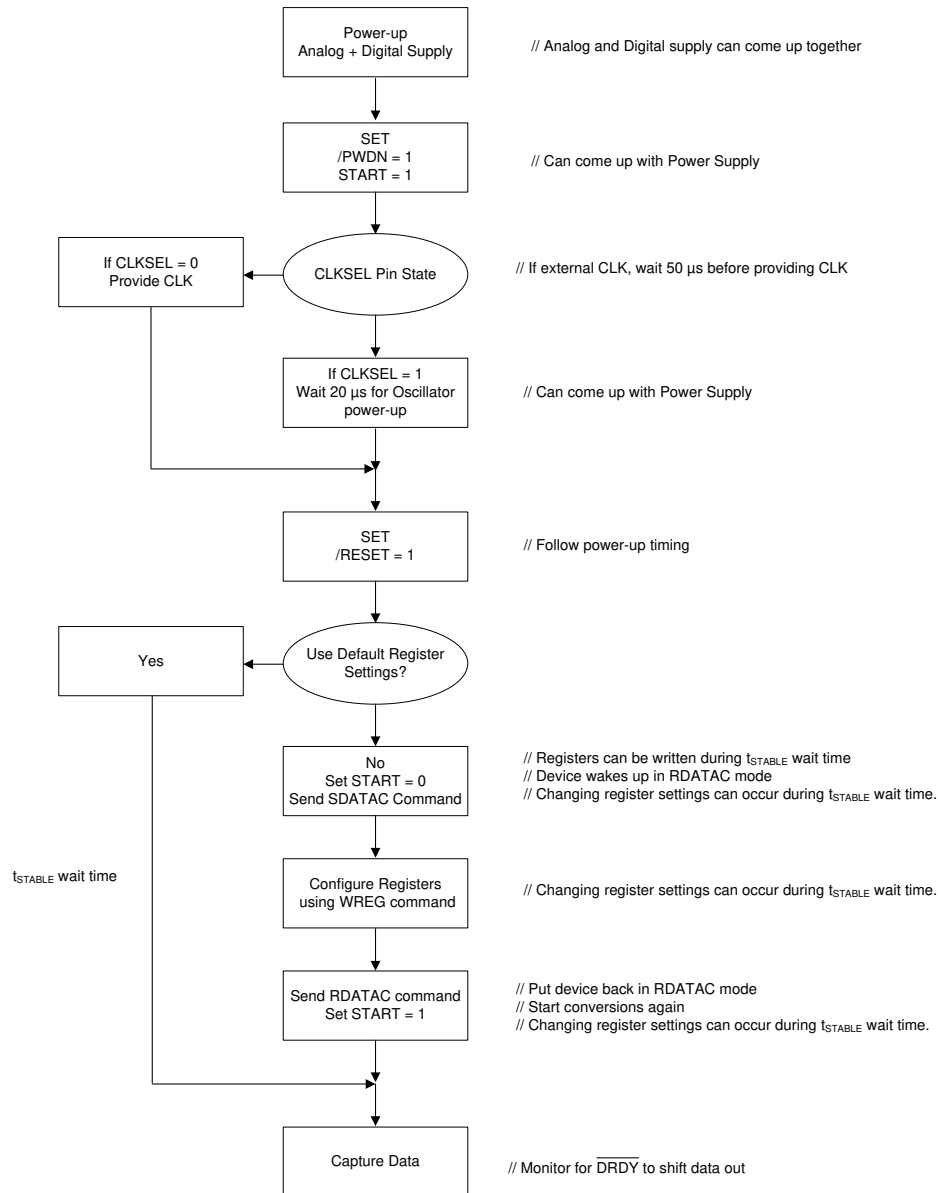 Power-up
Analog + Digital Supply
// Analog and Digital supply can come up together
SET
/PWDN = 1
START = 1
// Can come up with Power Supply
If CLKSEL = 0
Provide CLK
CLKSEL Pin State
// If external CLK, wait 50 µs before providing CLK
If CLKSEL = 1
Wait 20 µs for Oscillator
power-up
// Can come up with Power Supply
SET
/RESET = 1
// Follow power-up timing
Yes
Use Default Register
Settings?
No
Set START = 0
Send SDATAC Command
// Registers can be written during tSTABLE wait time
// Device wakes up in RDATAC mode
// Changing register settings can occur during tSTABLE wait time.
tSTABLE wait time
Configure Registers
using WREG command
// Changing register settings can occur during tSTABLE wait time.
Send RDATAC command
Set START = 1
// Put device back in RDATAC mode
// Start conversions again
// Changing register settings can occur during tSTABLE wait time.
Capture Data
// Monitor for D̅R̅D̅Y̅ to shift data out